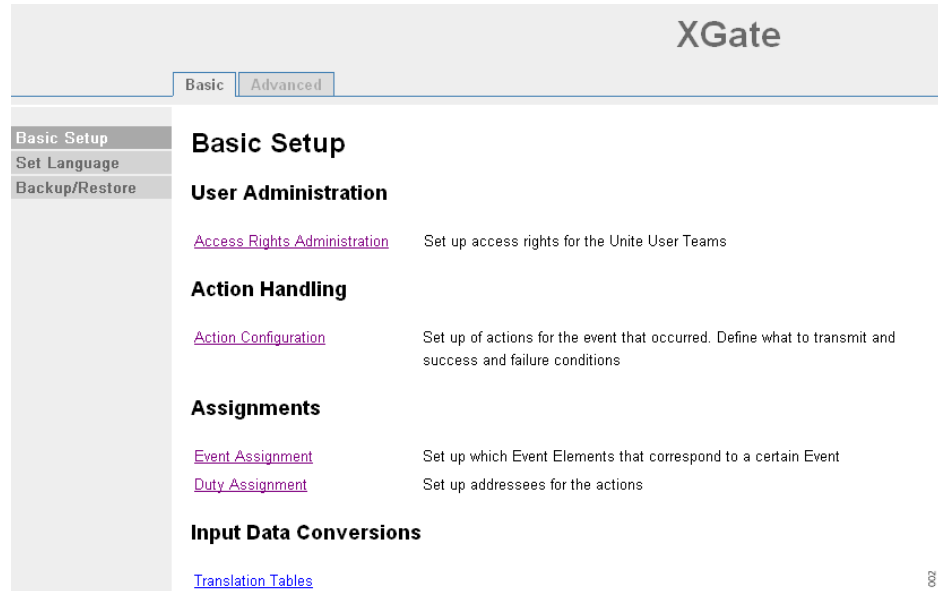 XGate
Basic Advanced
Basic Setup
Set Language
Backup/Restore
Basic Setup
User Administration
Access Rights Administration Set up access rights for the Unite User Teams
Action Handling
Action Configuration Set up of actions for the event that occurred. Define what to transmit and
success and failure conditions
Assignments
Event Assignment Set up which Event Elements that correspond to a certain Event
Duty Assignment Set up addressees for the actions
Input Data Conversions
Translation Tables
002